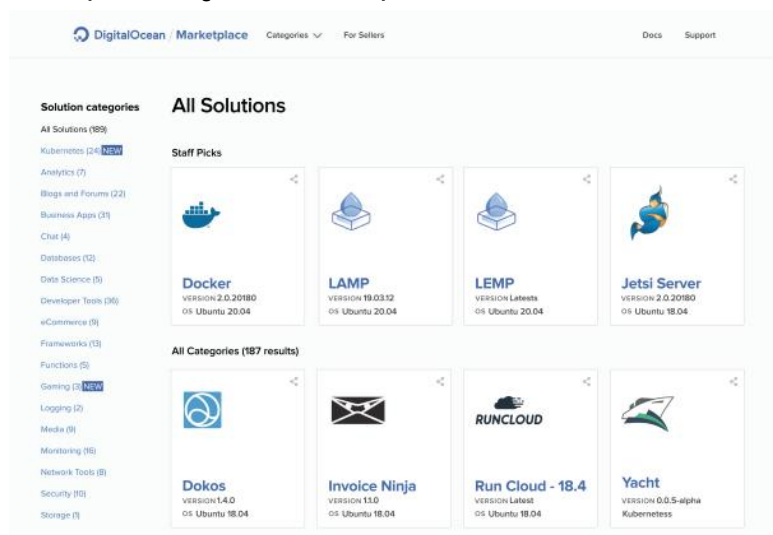 DigitalOcean / Marketplace Categories For Sellers Docs Support
Solution categories
All Solutions (189)
Kubernetes (24) NEW
Analytics (7)
Blogs and Forums (22)
Business Apps (31)
Chat (4)
Databases (12)
Data Science (5)
Developer Tools (36)
eCommerce (9)
Frameworks (13)
Functions (5)
Gaming (3) NEW
Logging (2)
Media (9)
Monitoring (16)
Network Tools (8)
Security (10)
Storage (1)
All Solutions
Staff Picks
Docker
VERSION 2.0.20180
OS Ubuntu 20.04
LAMP
VERSION 19.03.12
OS Ubuntu 20.04
LEMP
VERSION Latests
OS Ubuntu 20.04
Jetsi Server
VERSION 2.0.20180
OS Ubuntu 18.04
All Categories (187 results)
Dokos
VERSION 1.4.0
OS Ubuntu 18.04
Invoice Ninja
VERSION 1.1.0
OS Ubuntu 18.04
RUNCLOUD
Run Cloud - 18.4
VERSION Latest
OS Ubuntu 18.04
Yacht
VERSION 0.0.5-alpha
Kubernetess